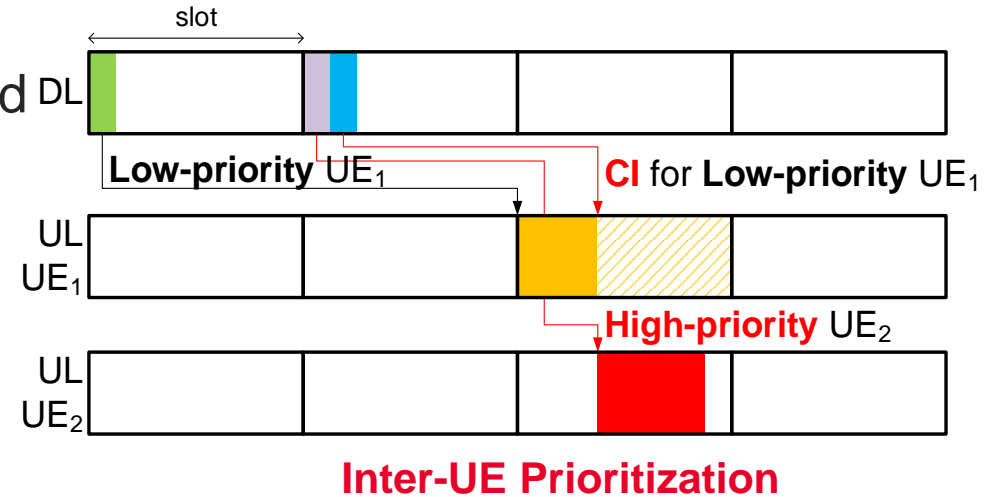 slot
d DL
Low-priority UE₁
CI for Low-priority UE₁
UL
UE₁
High-priority UE₂
UL
UE₂
Inter-UE Prioritization